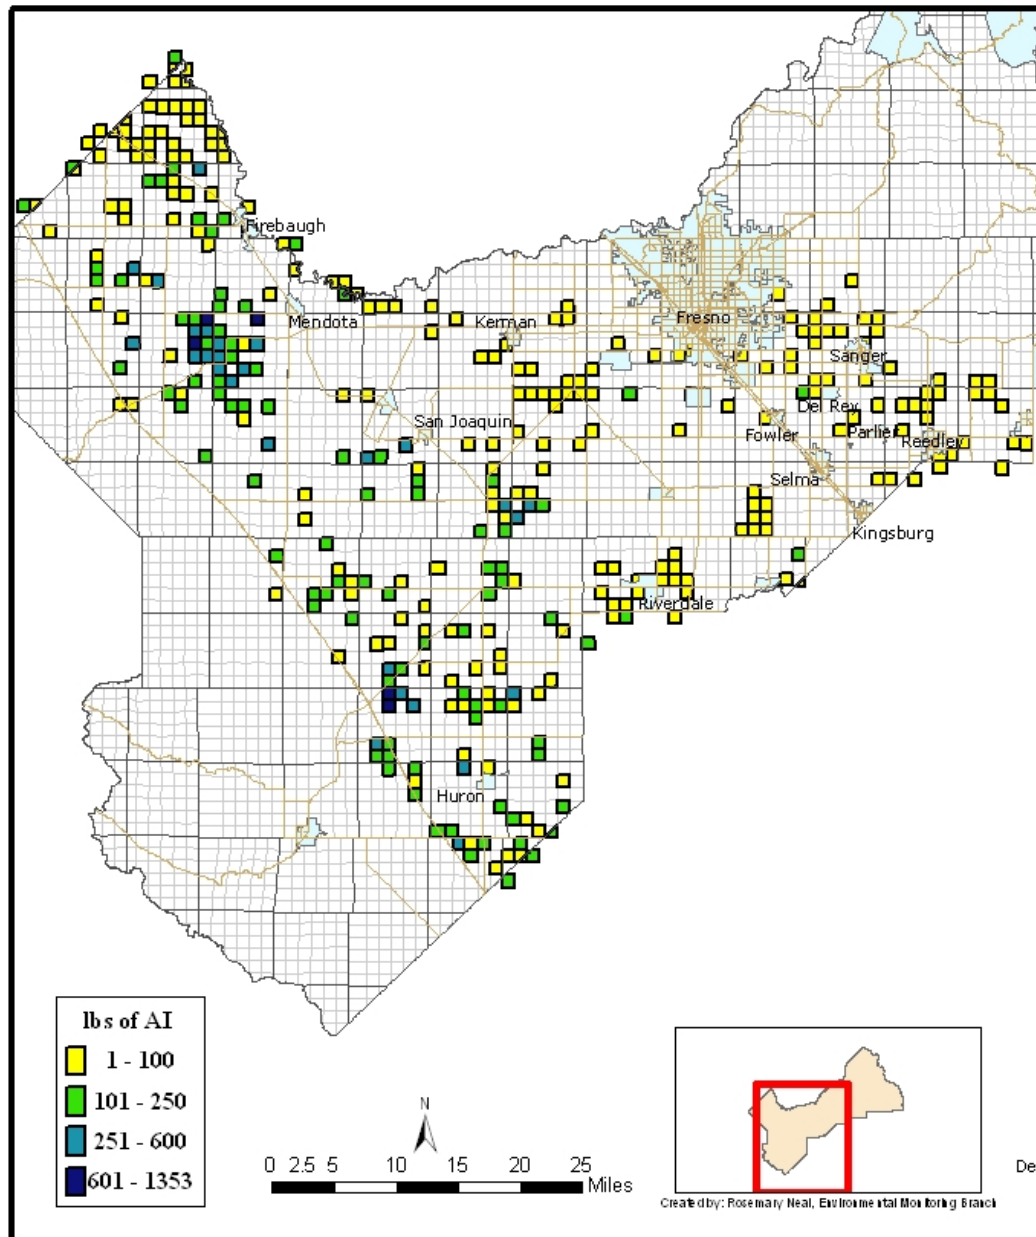 Firebaugh
Mendota
Kerman
Fresno
Sanger
San Joaquin
Del Rey
Fowler
Parlier
Reedley
Selma
Kingsburg
Riverdale
Huron
lbs of AI
1 - 100
101 - 250
251 - 600
601 - 1353
N
0 2.5 5 10 15 20 25
Miles
De
Created by: Rosemary Neal, Environmental Monitoring Branch